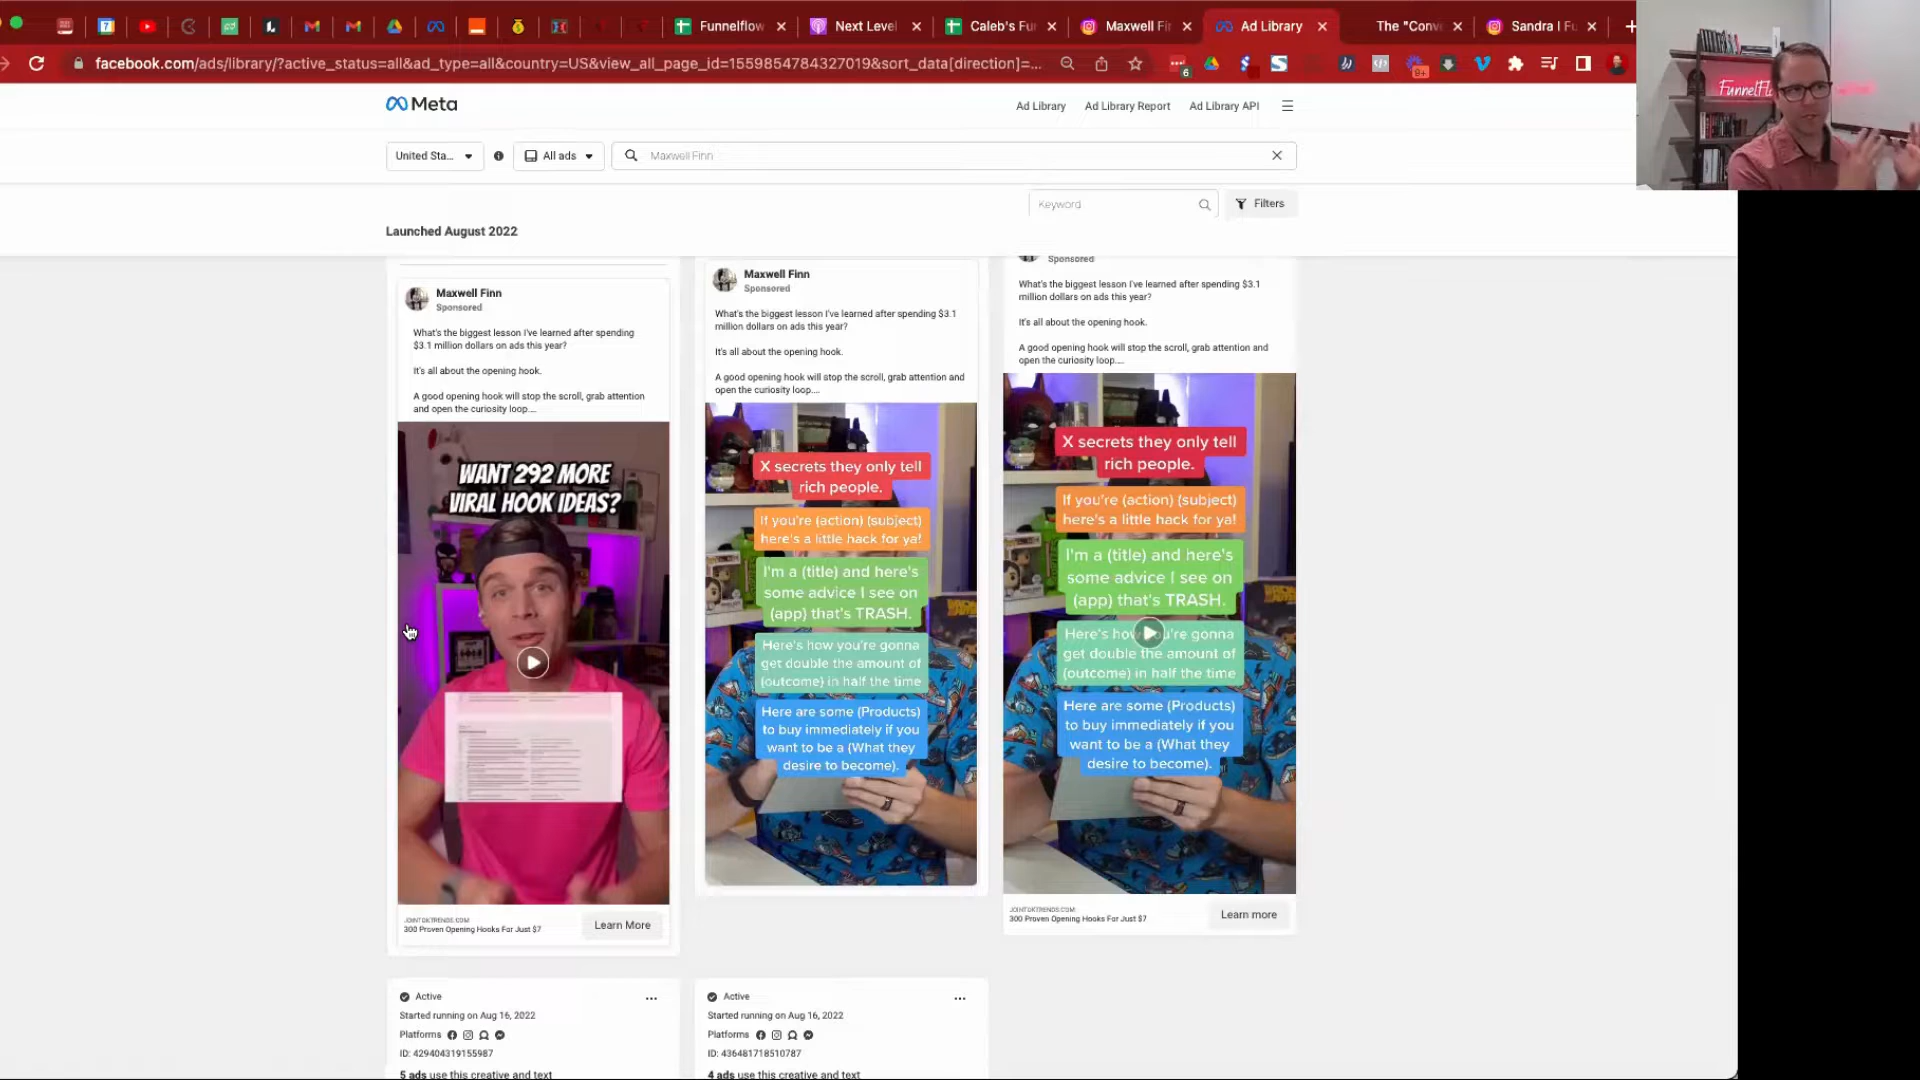 Funnelflow
Next Level
Caleb's Fu
Maxwell Fi
Ad Library
The "Conv
Sandra I Fu
facebook.com/ads/library/?active_status=all&ad_type=all&country=US&view_all_page_id=1559854784327019&sort_data[direction]=...
Meta
Ad Library
Ad Library Report
Ad Library API
United Sta...
All ads
Maxwell Finn
Keyword
Filters
Launched August 2022
Maxwell Finn
Sponsored
What's the biggest lesson I've learned after spending
$3.1 million dollars on ads this year?
It's all about the opening hook.
A good opening hook will stop the scroll, grab attention
and open the curiosity loop....
WANT 292 MORE
VIRAL HOOK IDEAS?
300 Proven Opening Hooks For Just $7
Learn More
Maxwell Finn
Sponsored
What's the biggest lesson I've learned after spending $3.1
million dollars on ads this year?
It's all about the opening hook.
A good opening hook will stop the scroll, grab attention and
open the curiosity loop....
X secrets they only tell
rich people.
If you're (action) (subject)
here's a little hack for ya!
I'm a (title) and here's
some advice I see on
(app) that's TRASH.
Here's how you're gonna
get double the amount of
(outcome) in half the time
Here are some (Products)
to buy immediately if you
want to be a (What they
desire to become).
Sponsored
What's the biggest lesson I've learned after spending $3.1
million dollars on ads this year?
It's all about the opening hook.
A good opening hook will stop the scroll, grab attention and
open the curiosity loop....
X secrets they only tell
rich people.
If you're (action) (subject)
here's a little hack for ya!
I'm a (title) and here's
some advice I see on
(app) that's TRASH.
Here's how you're gonna
get double the amount of
(outcome) in half the time
Here are some (Products)
to buy immediately if you
want to be a (What they
desire to become).
300 Proven Opening Hooks For Just $7
Learn more
Active
Started running on Aug 16, 2022
Platforms
ID: 429404319155987
5 ads use this creative and text
Active
Started running on Aug 16, 2022
Platforms
ID: 436481718510787
4 ads use this creative and text